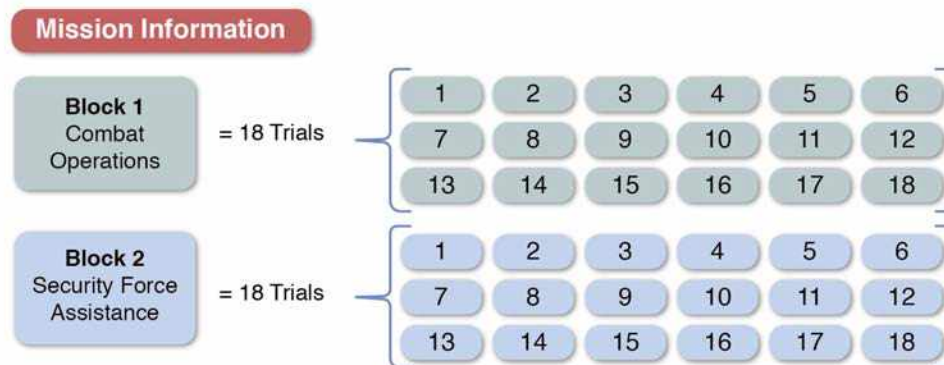 Mission Information
Block 1
Combat
Operations
= 18 Trials
1 2 3 4 5 6
7 8 9 10 11 12
13 14 15 16 17 18
Block 2
Security Force
Assistance
= 18 Trials
1 2 3 4 5 6
7 8 9 10 11 12
13 14 15 16 17 18